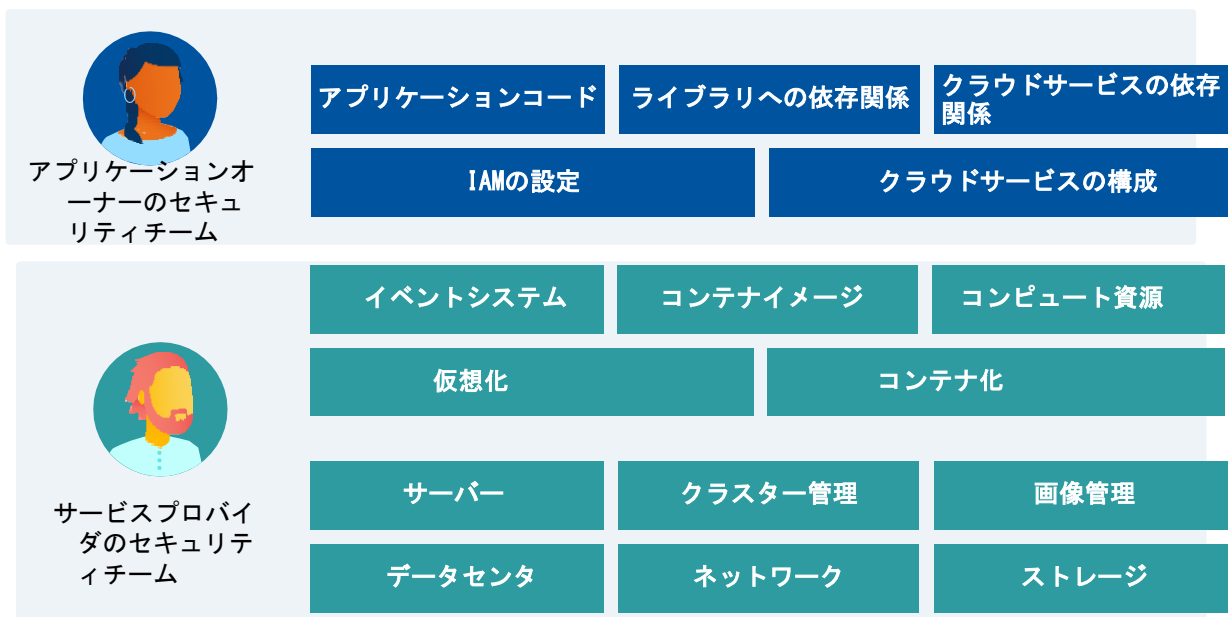 アプリケーションオ
ーナーのセキュ
リティチーム
アプリケーションコード
ライブラリへの依存関係
クラウドサービスの依存
関係
IAMの設定
クラウドサービスの構成
サービスプロバイ
ダのセキュリテ
ィチーム
イベントシステム
コンテナイメージ
コンピュート資源
仮想化
コンテナ化
サーバー
クラスター管理
画像管理
データセンタ
ネットワーク
ストレージ